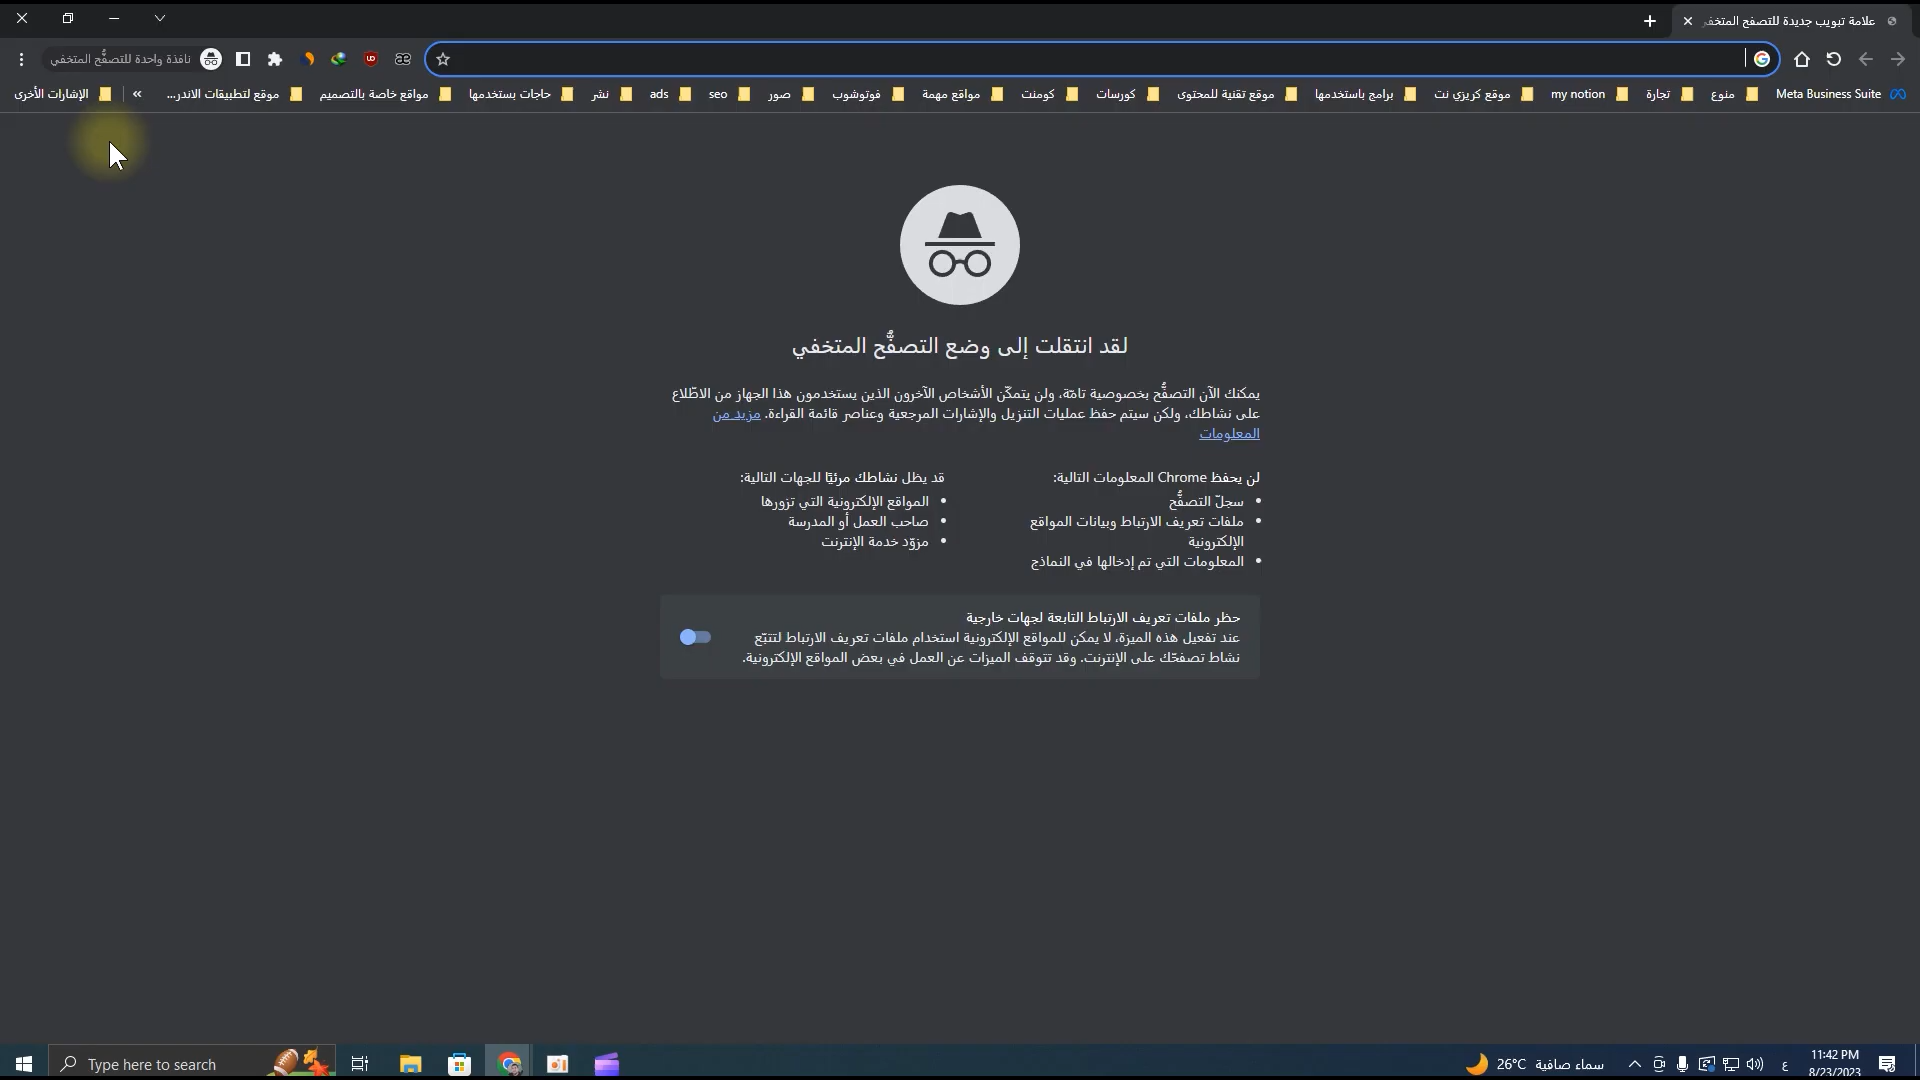 علامة تبويب جديدة للتصفح المتخفي
نافذة واحدة للتصفُّح المتخفي
Meta Business Suite
منوع
تجارة
my notion
موقع كريزي نت
برامج باستخدمها
موقع تقنية للمحتوى
كورسات
كومنت
مواقع مهمة
فوتوشوب
صور
seo
ads
نشر
حاجات بستخدمها
مواقع خاصة بالتصميم
موقع لتطبيقات الاندر...
»
الإشارات الأخرى
لقد انتقلت إلى وضع التصفُّح المتخفي
يمكنك الآن التصفُّح بخصوصية تامّة، ولن يتمكّن الأشخاص الآخرون الذين يستخدمون هذا الجهاز من الاطّلاع
على نشاطك، ولكن سيتم حفظ عمليات التنزيل والإشارات المرجعية وعناصر قائمة القراءة. مزيد من
المعلومات
لن يحفظ Chrome المعلومات التالية:
• سجلّ التصفُّح
• ملفات تعريف الارتباط وبيانات المواقع
الإلكترونية
• المعلومات التي تم إدخالها في النماذج
قد يظل نشاطك مرئيًا للجهات التالية:
• المواقع الإلكترونية التي تزورها
• صاحب العمل أو المدرسة
• مزوّد خدمة الإنترنت
حظر ملفات تعريف الارتباط التابعة لجهات خارجية
عند تفعيل هذه الميزة، لا يمكن للمواقع الإلكترونية استخدام ملفات تعريف الارتباط لتتبّع
نشاط تصفحّك على الإنترنت. وقد تتوقف الميزات عن العمل في بعض المواقع الإلكترونية.
Type here to search
26°C سماء صافية
ع
11:42 PM
8/23/2023